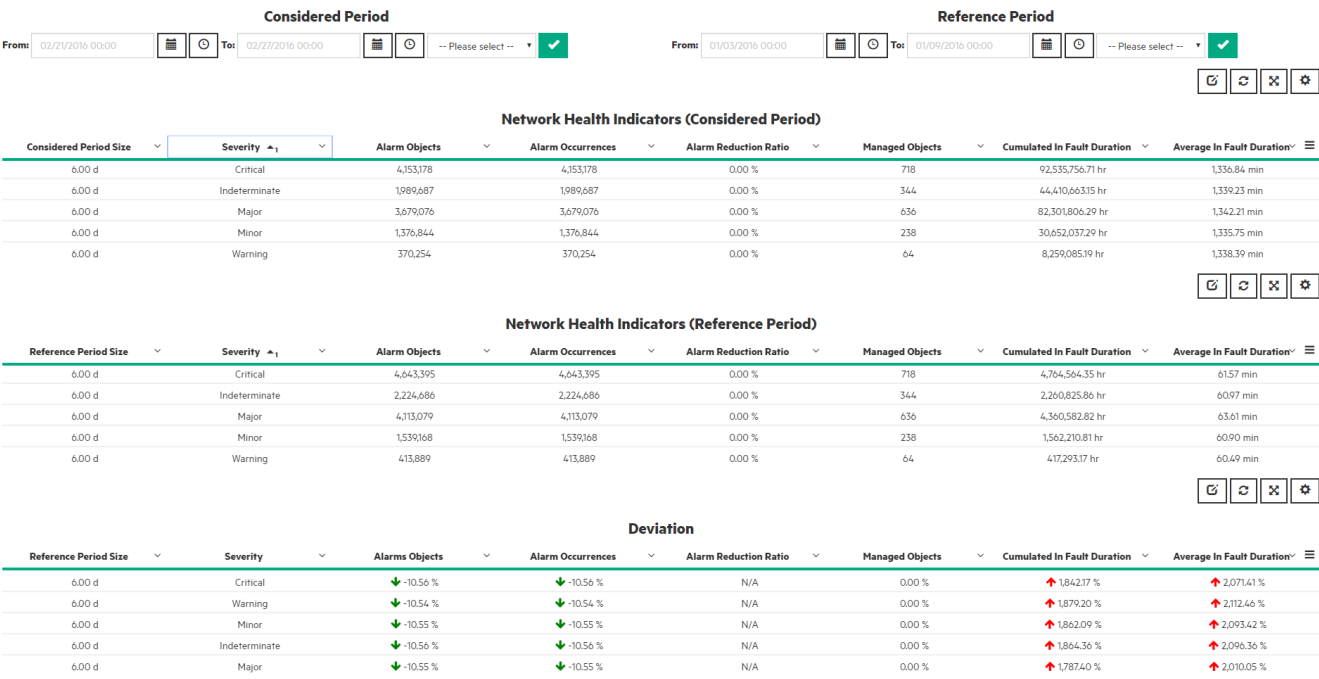 Considered Period Reference Period
From: 02/21/2016 00:00 To: 02/27/2016 00:00 -- Please select -- From: 01/03/2016 00:00 To: 01/09/2016 00:00 -- Please select --
Network Health Indicators (Considered Period)
Considered Period Size Severity 1 Alarm Objects Alarm Occurrences Alarm Reduction Ratio Managed Objects Cumulated In Fault Duration Average In Fault Duration
6.00 d Critical 4,153,178 4,153,178 0.00 % 718 92,535,756.71 hr 1,336.84 min
6.00 d Indeterminate 1,989,687 1,989,687 0.00 % 344 44,410,663.15 hr 1,339.23 min
6.00 d Major 3,679,076 3,679,076 0.00 % 636 82,301,806.29 hr 1,342.21 min
6.00 d Minor 1,376,844 1,376,844 0.00 % 238 30,652,037.29 hr 1,335.75 min
6.00 d Warning 370,254 370,254 0.00 % 64 8,259,085.19 hr 1,338.39 min
Network Health Indicators (Reference Period)
Reference Period Size Severity 1 Alarm Objects Alarm Occurrences Alarm Reduction Ratio Managed Objects Cumulated In Fault Duration Average In Fault Duration
6.00 d Critical 4,643,395 4,643,395 0.00 % 718 4,764,564.35 hr 61.57 min
6.00 d Indeterminate 2,224,686 2,224,686 0.00 % 344 2,260,825.86 hr 60.97 min
6.00 d Major 4,113,079 4,113,079 0.00 % 636 4,360,582.82 hr 63.61 min
6.00 d Minor 1,539,168 1,539,168 0.00 % 238 1,562,210.81 hr 60.90 min
6.00 d Warning 413,889 413,889 0.00 % 64 417,293.17 hr 60.49 min
Deviation
Reference Period Size Severity Alarms Objects Alarm Occurrences Alarm Reduction Ratio Managed Objects Cumulated In Fault Duration Average In Fault Duration
6.00 d Critical -10.56 % -10.56 % N/A 0.00 % 1,842.17 % 2,071.41 %
6.00 d Warning -10.54 % -10.54 % N/A 0.00 % 1,879.20 % 2,112.46 %
6.00 d Minor -10.55 % -10.55 % N/A 0.00 % 1,862.09 % 2,093.42 %
6.00 d Indeterminate -10.56 % -10.56 % N/A 0.00 % 1,864.36 % 2,096.36 %
6.00 d Major -10.55 % -10.55 % N/A 0.00 % 1,787.40 % 2,010.05 %